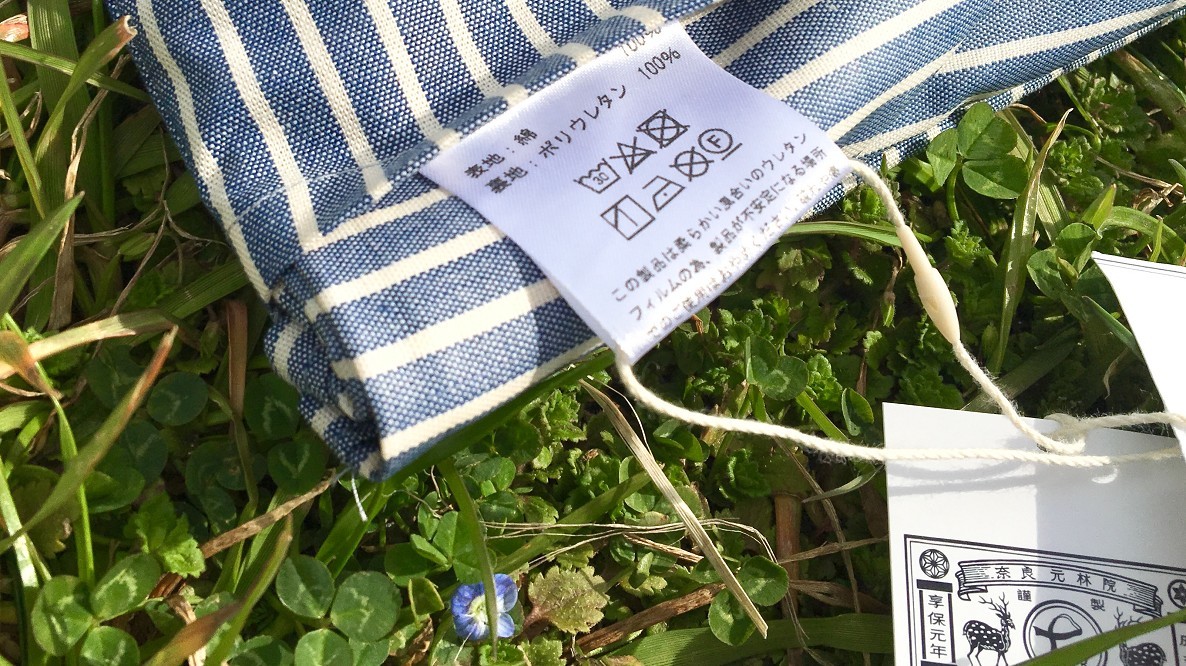 表地：綿 100%
裏地：ポリウレタン 100%
30
F
この製品は柔らかい風合いのウレタン
フィルムの為、製品が不安定になる場所
奈良元林院
謹製
享保元年